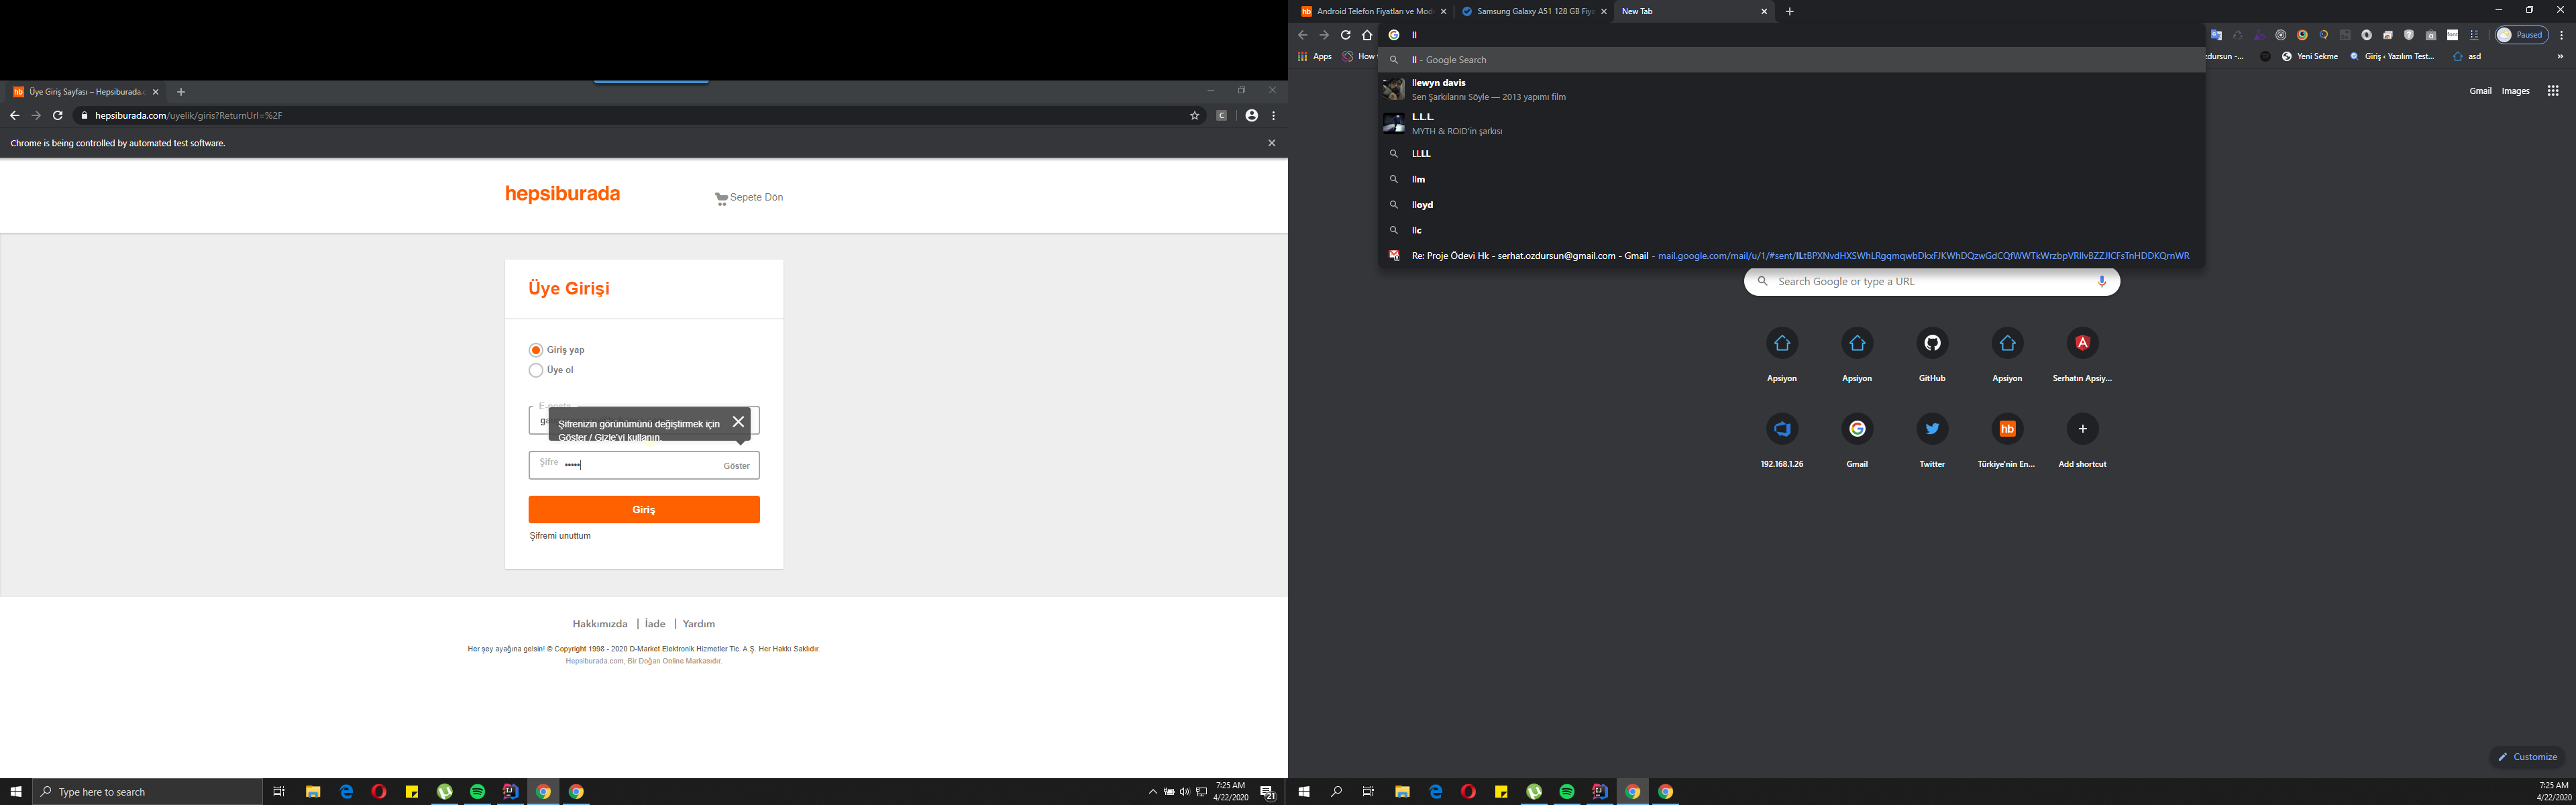 Üye Giriş Sayfası – Hepsiburada.c
hepsiburada.com/uyelik/giris?ReturnUrl=%2F
Chrome is being controlled by automated test software.
hepsiburada
Sepete Dön
Üye Girişi
Giriş yap
Üye ol
E-posta
ga
Şifrenizin görünümünü değiştirmek için
Göster / Gizle'yi kullanın.
Şifre •••••
Göster
Giriş
Şifremi unuttum
Hakkımızda | İade | Yardım
Her şey ayağına gelsin! © Copyright 1998 - 2020 D-Market Elektronik Hizmetler Tic. A.Ş. Her Hakkı Saklıdır.
Hepsiburada.com, Bir Doğan Online Markasıdır.
Type here to search
7:25 AM
4/22/2020
21
Android Telefon Fiyatları ve Mod
Samsung Galaxy A51 128 GB Fiya
New Tab
ll
Paused
Apps
How
zdursun -...
Yeni Sekme
Giriş ‹ Yazılım Test...
asd
ll - Google Search
llewyn davis
Sen Şarkılarını Söyle — 2013 yapımı film
L.L.L.
MYTH & ROID'in şarkısı
LLLL
llm
lloyd
llc
Re: Proje Ödevi Hk - serhat.ozdursun@gmail.com - Gmail
Gmail
Images
Search Google or type a URL
Apsiyon
Apsiyon
GitHub
Apsiyon
Serhatın Apsiy...
192.168.1.26
Gmail
Twitter
Türkiye'nin En...
Add shortcut
Customize
7:25 AM
4/22/2020